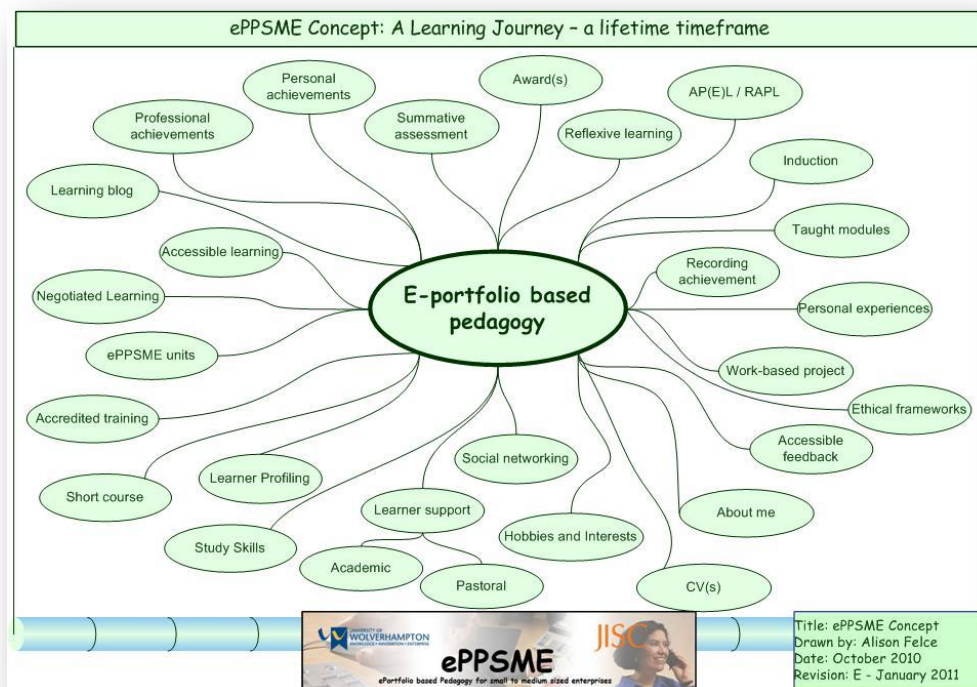 ePPSME Concept: A Learning Journey – a lifetime timeframe
Personal
achievements
Award(s)
AP(E)L / RAPL
Professional
achievements
Summative
assessment
Reflexive learning
Induction
Learning blog
Taught modules
Accessible learning
Recording
achievement
Negotiated Learning
E-portfolio based
pedagogy
Personal experiences
ePPSME units
Work-based project
Accredited training
Ethical frameworks
Accessible
feedback
Social networking
Learner Profiling
Short course
Learner support
About me
Hobbies and Interests
Study Skills
Academic
Pastoral
CV(s)
UNIVERSITY OF
WOLVERHAMPTON
KNOWLEDGE • INNOVATION • ENTERPRISE
JISC
ePPSME
ePortfolio based Pedagogy for small to medium sized enterprises
Title: ePPSME Concept
Drawn by: Alison Felce
Date: October 2010
Revision: E - January 2011